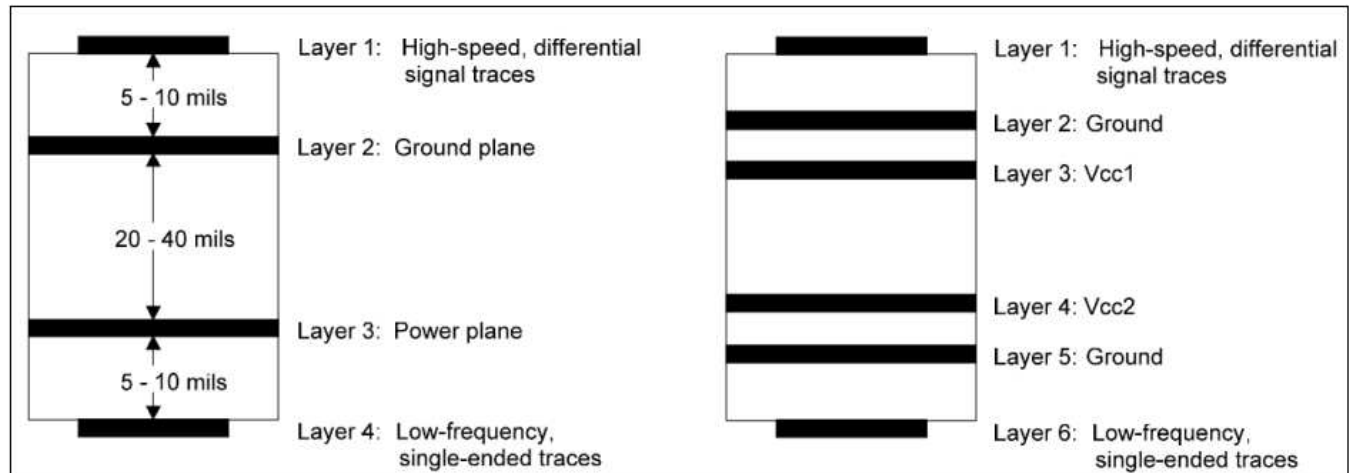 Layer 1: High-speed, differential
signal traces
5 - 10 mils
Layer 2: Ground plane
20 - 40 mils
Layer 3: Power plane
5 - 10 mils
Layer 4: Low-frequency,
single-ended traces
Layer 1: High-speed, differential
signal traces
Layer 2: Ground
Layer 3: Vcc1
Layer 4: Vcc2
Layer 5: Ground
Layer 6: Low-frequency,
single-ended traces